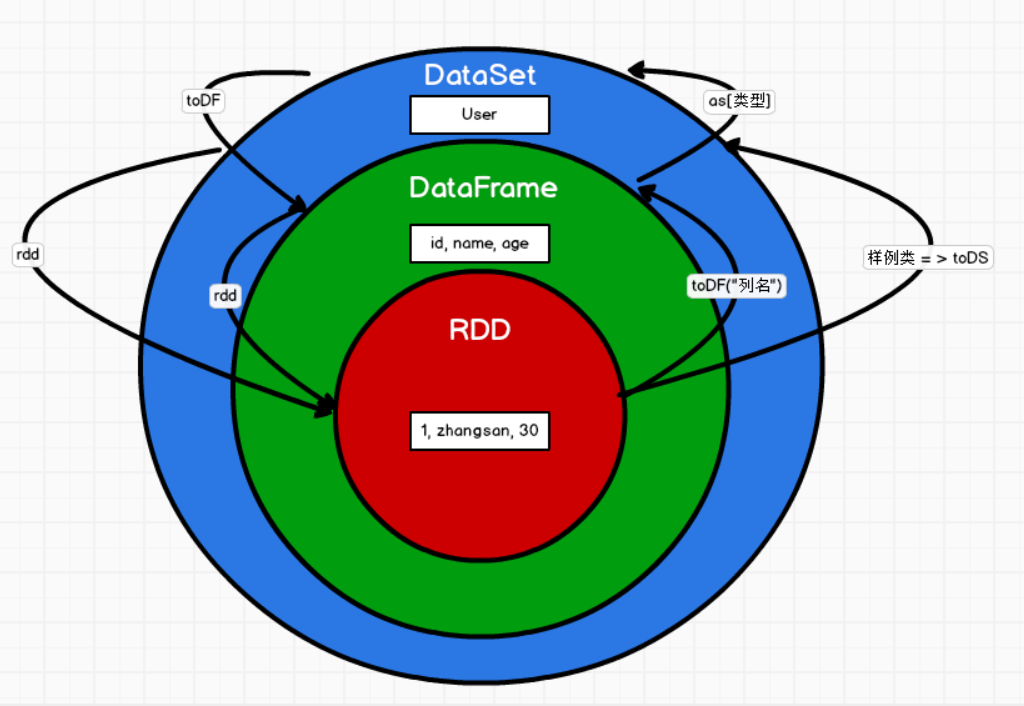 DataSet
User
toDF
as[类型]
DataFrame
id, name, age
rdd
样例类 = > toDS
rdd
toDF("列名")
RDD
1, zhangsan, 30